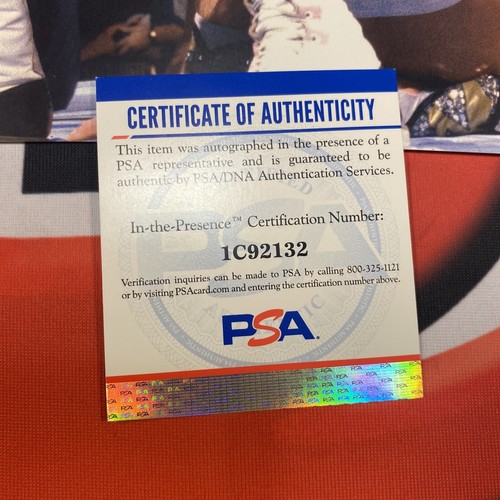 CERTIFICATE OF AUTHENTICITY
This item was autographed in the presence of a
PSA representative and is guaranteed to be
authentic by PSA/DNA Authentication Services.
In-the-Presence™ Certification Number:
1C92132
Verification inquiries can be made to PSA by calling 800-325-1121
or by visiting PSAcard.com and entering the certification number above.
PSA